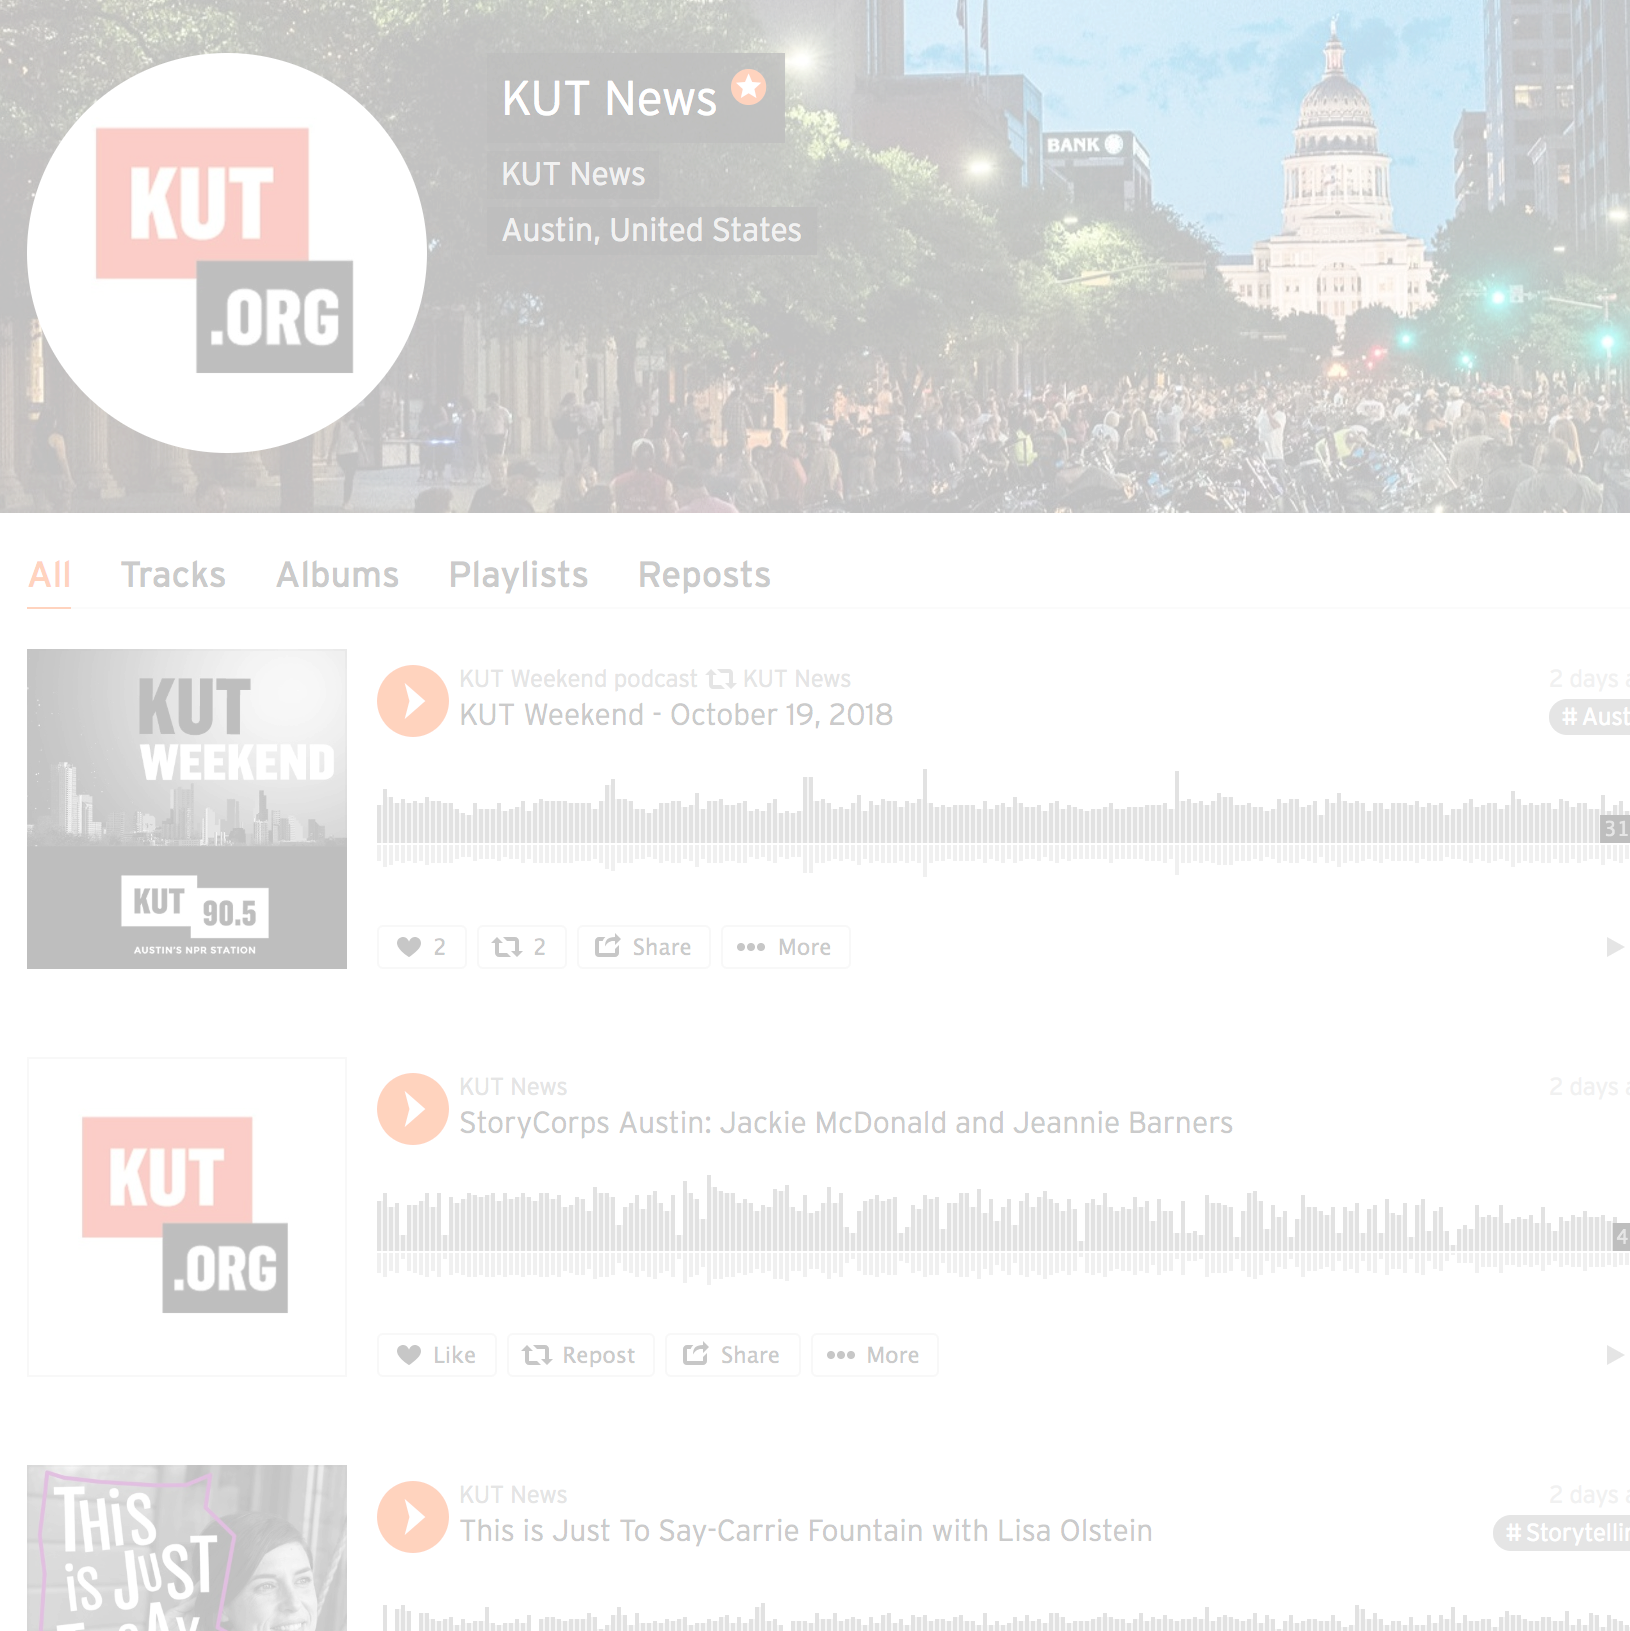 KUT News
KUT News
Austin, United States
BANK
KUT
.ORG
All Tracks Albums Playlists Reposts
KUT
WEEKEND
KUT 90.5
AUSTIN'S NPR STATION
KUT Weekend podcast KUT News
2 days a
KUT Weekend - October 19, 2018
# Aust
31
2 2 Share More
KUT
.ORG
KUT News
2 days a
StoryCorps Austin: Jackie McDonald and Jeannie Barners
4
Like Repost Share More
THiS
iS JUST
To SAY
KUT News
2 days a
This is Just To Say-Carrie Fountain with Lisa Olstein
# Storytellin